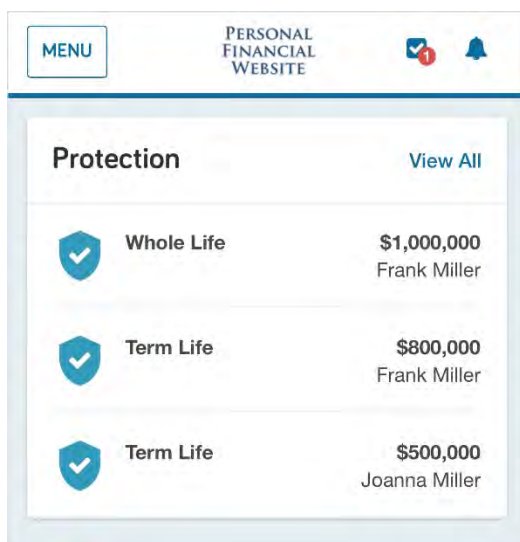 MENU
PERSONAL
FINANCIAL
WEBSITE
1
Protection
View All
Whole Life
$1,000,000
Frank Miller
Term Life
$800,000
Frank Miller
Term Life
$500,000
Joanna Miller